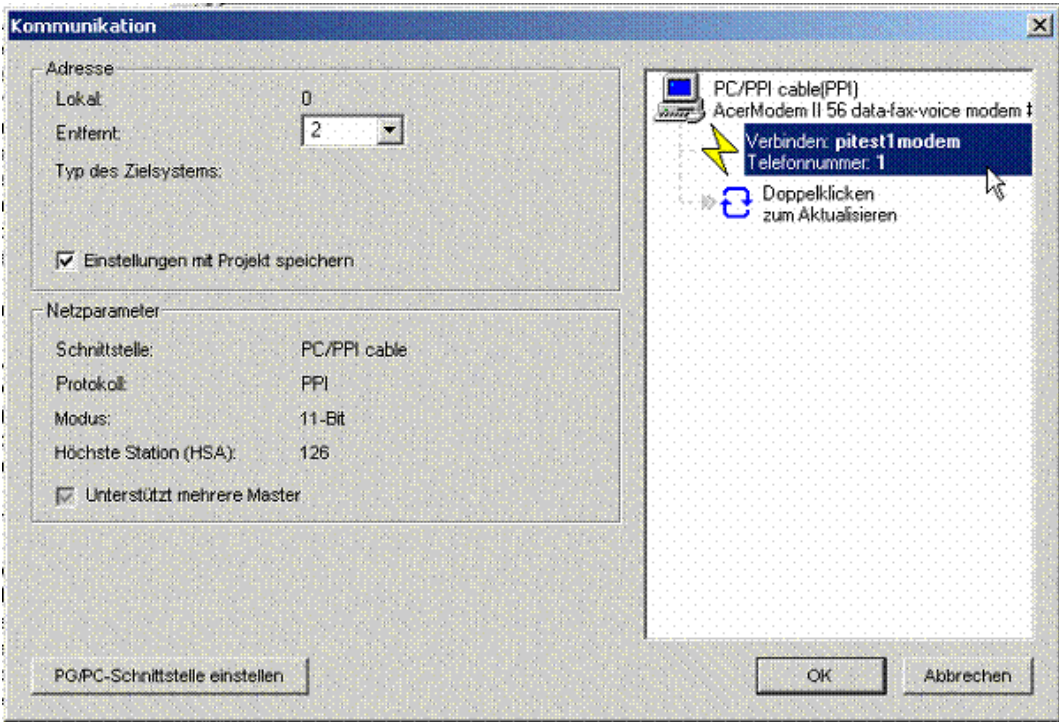 Kommunikation
Adresse
Lokal: 0
Entfernt: 2
Typ des Zielsystems:
Einstellungen mit Projekt speichern
Netzparameter
Schnittstelle: PC/PPI cable
Protokoll: PPI
Modus: 11-Bit
Höchste Station (HSA): 126
Unterstützt mehrere Master
PG/PC-Schnittstelle einstellen
PC/PPI cable(PPI)
AcerModem II 56 data-fax-voice modem
Verbinden: pitest1modem
Telefonnummer: 1
Doppelklicken
zum Aktualisieren
OK
Abbrechen